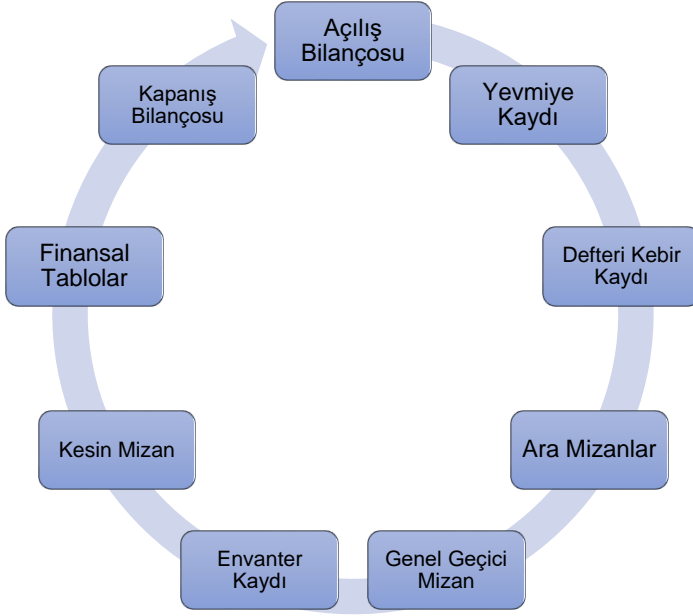 Açılış
Bilançosu
Yevmiye
Kaydı
Defteri Kebir
Kaydı
Ara Mizanlar
Genel Geçici
Mizan
Envanter
Kaydı
Kesin Mizan
Finansal
Tablolar
Kapanış
Bilançosu